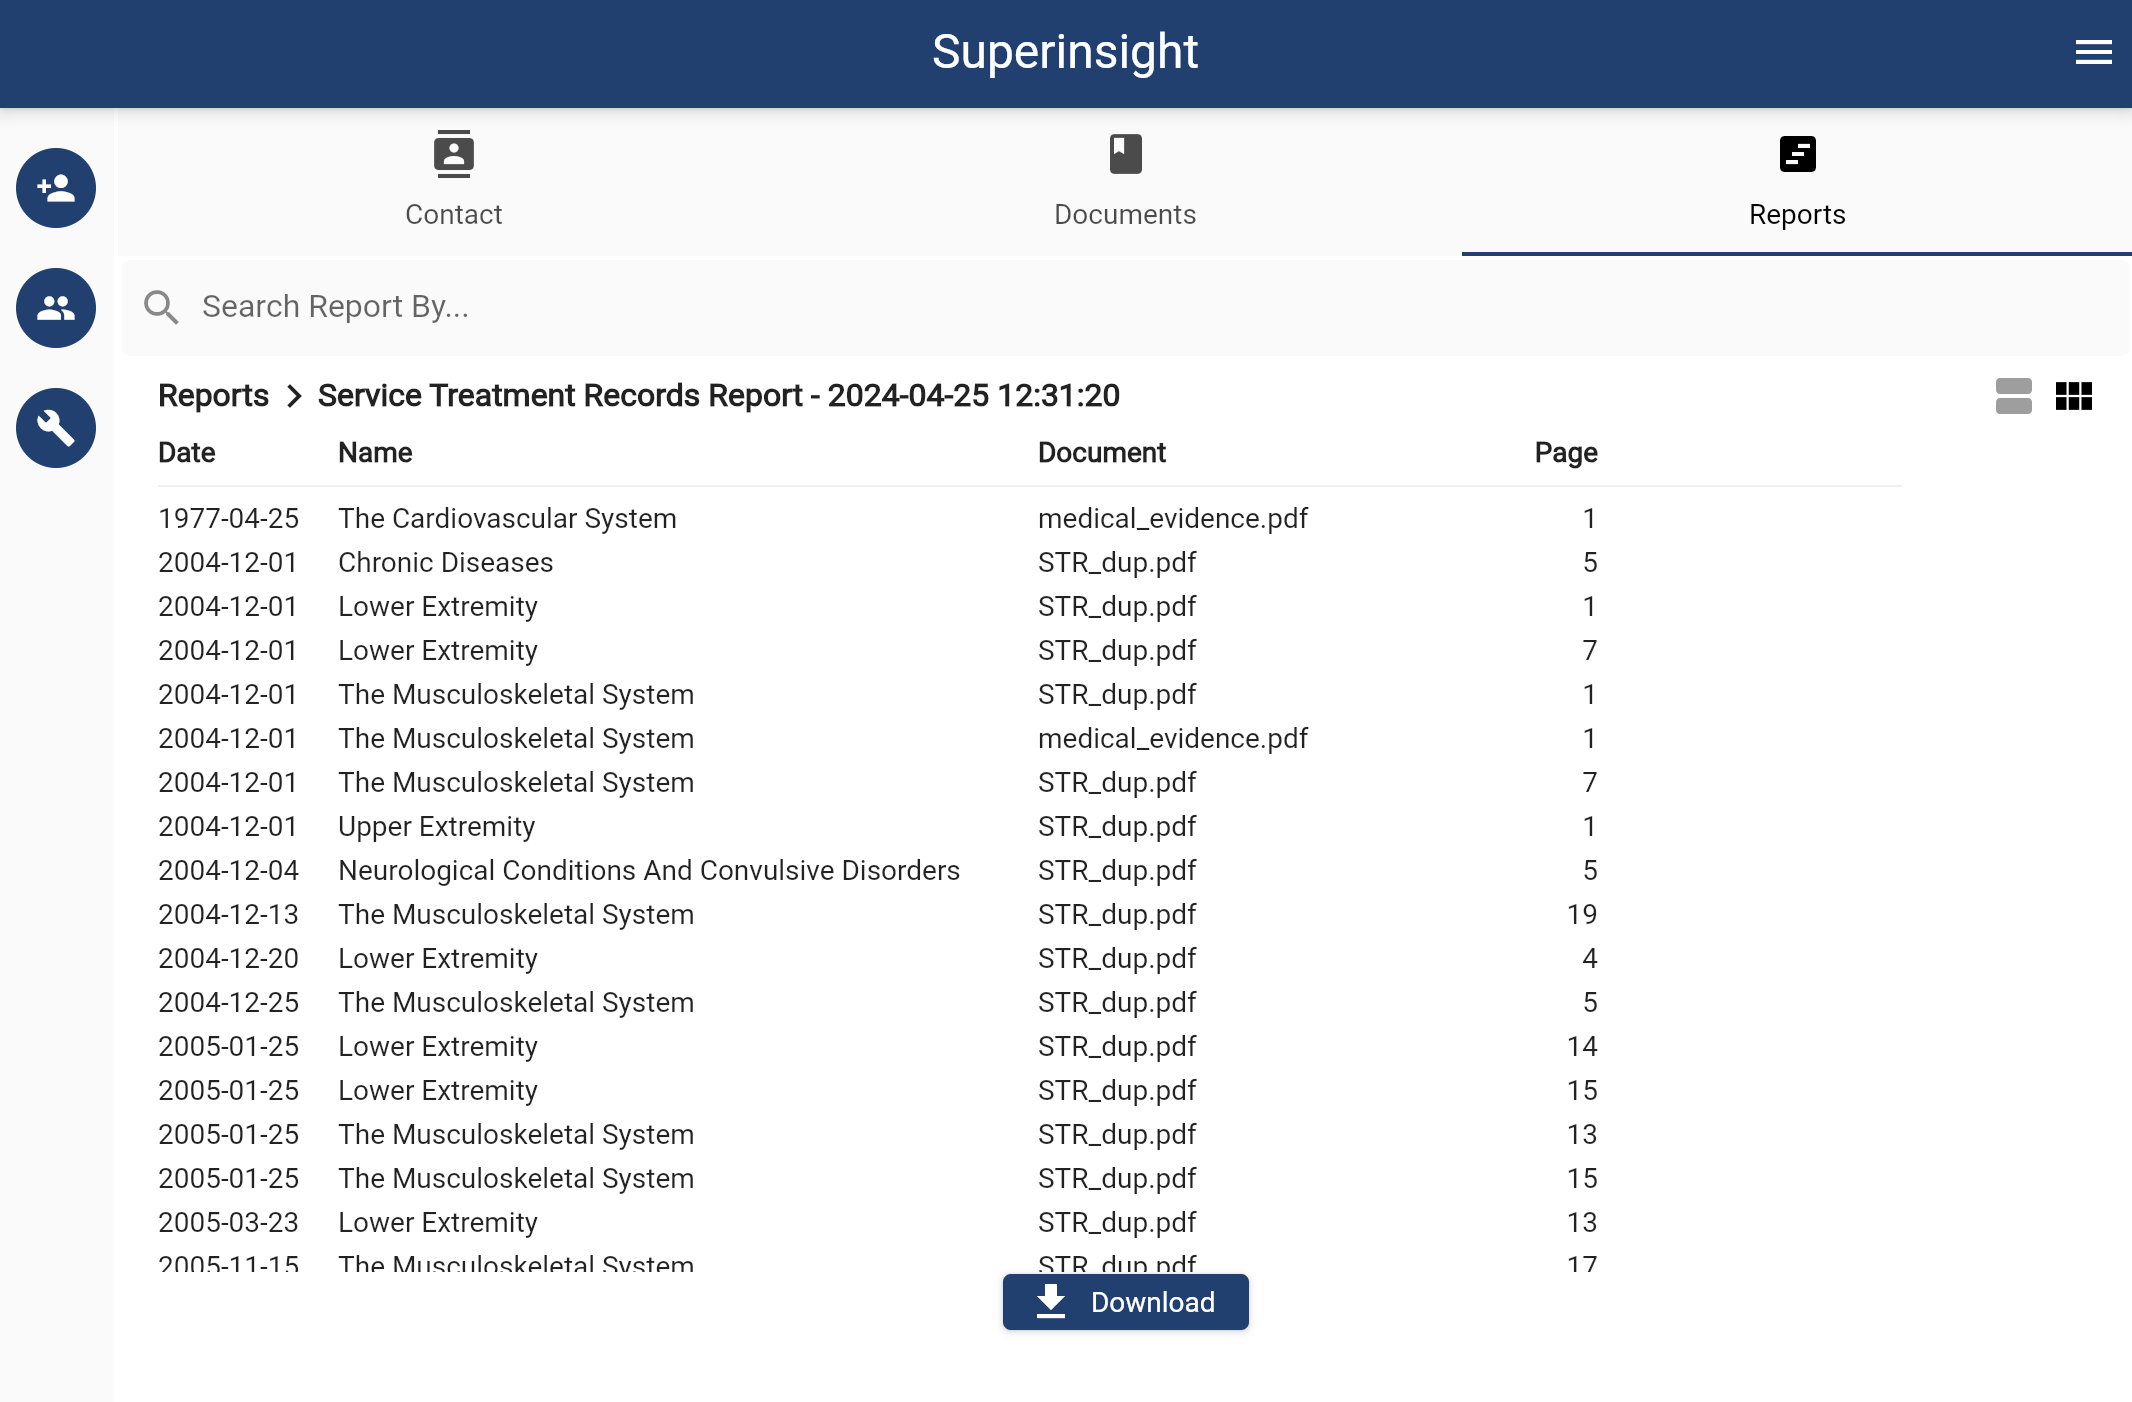 Superinsight
Contact
Documents
Reports
Search Report By...
Reports > Service Treatment Records Report - 2024-04-25 12:31:20
Date Name Document Page
1977-04-25 The Cardiovascular System medical_evidence.pdf 1
2004-12-01 Chronic Diseases STR_dup.pdf 5
2004-12-01 Lower Extremity STR_dup.pdf 1
2004-12-01 Lower Extremity STR_dup.pdf 7
2004-12-01 The Musculoskeletal System STR_dup.pdf 1
2004-12-01 The Musculoskeletal System medical_evidence.pdf 1
2004-12-01 The Musculoskeletal System STR_dup.pdf 7
2004-12-01 Upper Extremity STR_dup.pdf 1
2004-12-04 Neurological Conditions And Convulsive Disorders STR_dup.pdf 5
2004-12-13 The Musculoskeletal System STR_dup.pdf 19
2004-12-20 Lower Extremity STR_dup.pdf 4
2004-12-25 The Musculoskeletal System STR_dup.pdf 5
2005-01-25 Lower Extremity STR_dup.pdf 14
2005-01-25 Lower Extremity STR_dup.pdf 15
2005-01-25 The Musculoskeletal System STR_dup.pdf 13
2005-01-25 The Musculoskeletal System STR_dup.pdf 15
2005-03-23 Lower Extremity STR_dup.pdf 13
2005-11-15 The Musculoskeletal System STR_dup.pdf 17
Download